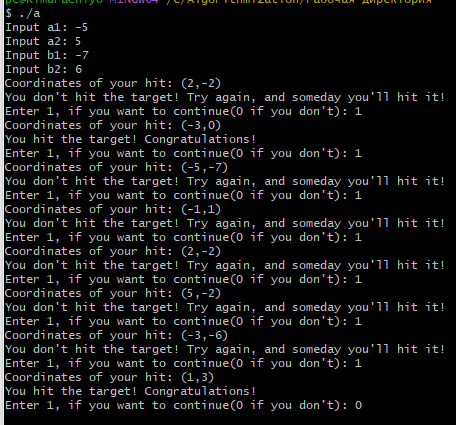 $ ./a
Input a1: -5
Input a2: 5
Input b1: -7
Input b2: 6
Coordinates of your hit: (2,-2)
You don't hit the target! Try again, and someday you'll hit it!
Enter 1, if you want to continue(0 if you don't): 1
Coordinates of your hit: (-3,0)
You hit the target! Congratulations!
Enter 1, if you want to continue(0 if you don't): 1
Coordinates of your hit: (-5,-7)
You don't hit the target! Try again, and someday you'll hit it!
Enter 1, if you want to continue(0 if you don't): 1
Coordinates of your hit: (-1,1)
You don't hit the target! Try again, and someday you'll hit it!
Enter 1, if you want to continue(0 if you don't): 1
Coordinates of your hit: (2,-2)
You don't hit the target! Try again, and someday you'll hit it!
Enter 1, if you want to continue(0 if you don't): 1
Coordinates of your hit: (5,-2)
You don't hit the target! Try again, and someday you'll hit it!
Enter 1, if you want to continue(0 if you don't): 1
Coordinates of your hit: (-3,-6)
You don't hit the target! Try again, and someday you'll hit it!
Enter 1, if you want to continue(0 if you don't): 1
Coordinates of your hit: (1,3)
You hit the target! Congratulations!
Enter 1, if you want to continue(0 if you don't): 0